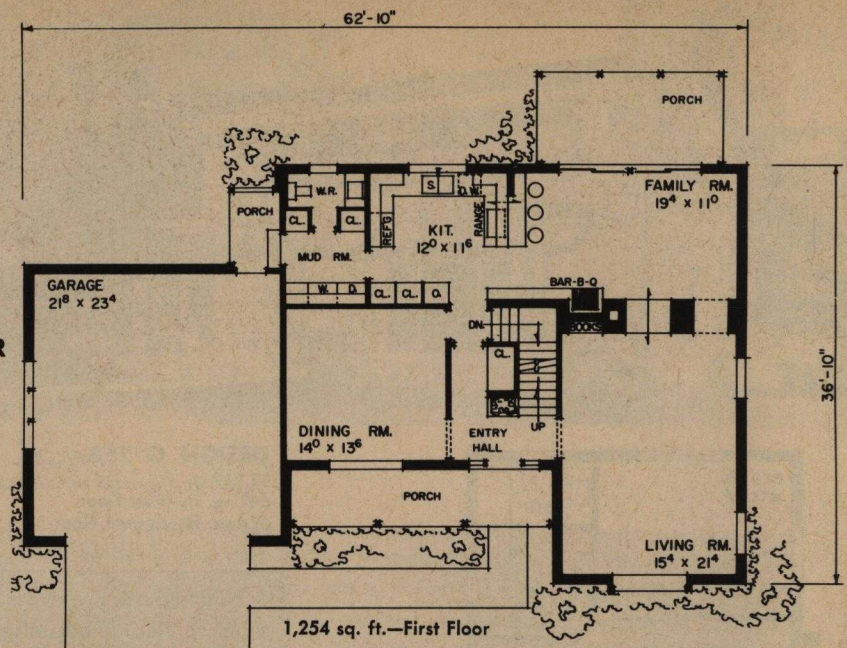 62'-10"
PORCH
FAMILY RM.
19⁴ x 11⁰
W.R.
S.
D.W.
PORCH
CL.
CL.
REF'G
KIT.
12⁰ x 11⁶
RANGE
MUD RM.
GARAGE
21⁸ x 23⁴
BAR-B-Q
W.
D.
CL.
CL.
O.
DN.
BOOKS
R
CL.
36'-10"
DINING RM.
14⁰ x 13⁶
ENTRY
HALL
UP
PORCH
LIVING RM.
15⁴ x 21⁴
1,254 sq. ft.—First Floor